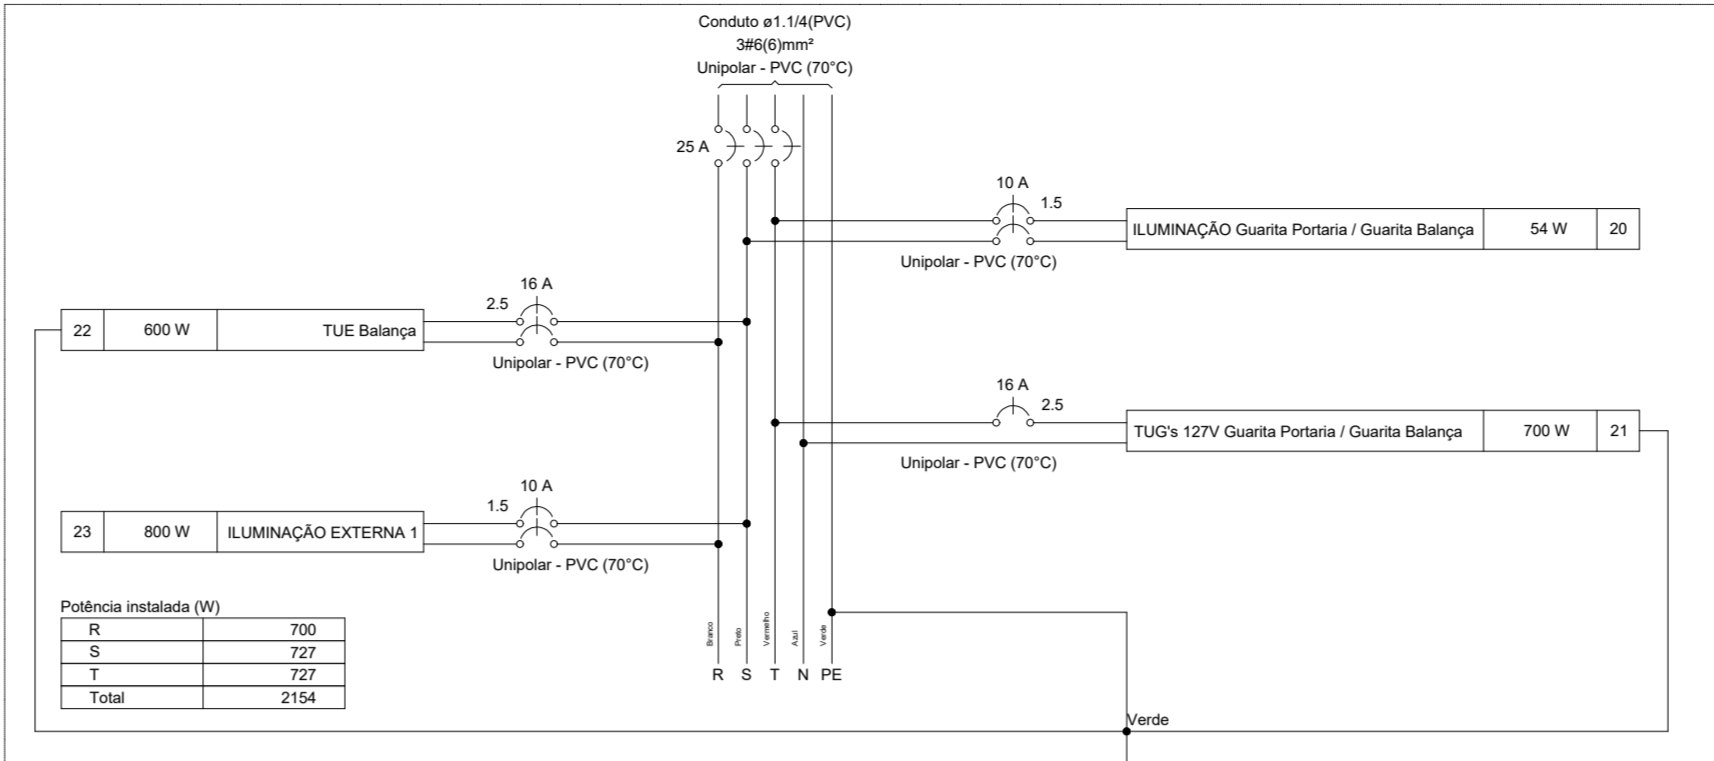 Conduto ø1.1/4(PVC)
3#6(6)mm²
Unipolar - PVC (70°C)
25 A
10 A
1.5
ILUMINAÇÃO Guarita Portaria / Guarita Balança 54 W 20
Unipolar - PVC (70°C)
16 A
2.5
22 600 W TUE Balança
Unipolar - PVC (70°C)
16 A
2.5
TUG's 127V Guarita Portaria / Guarita Balança 700 W 21
Unipolar - PVC (70°C)
10 A
1.5
23 800 W ILUMINAÇÃO EXTERNA 1
Unipolar - PVC (70°C)
Potência instalada (W)
R 700
S 727
T 727
Total 2154
Branco
Preto
Vermelho
Azul
Verde
R S T N PE
Verde